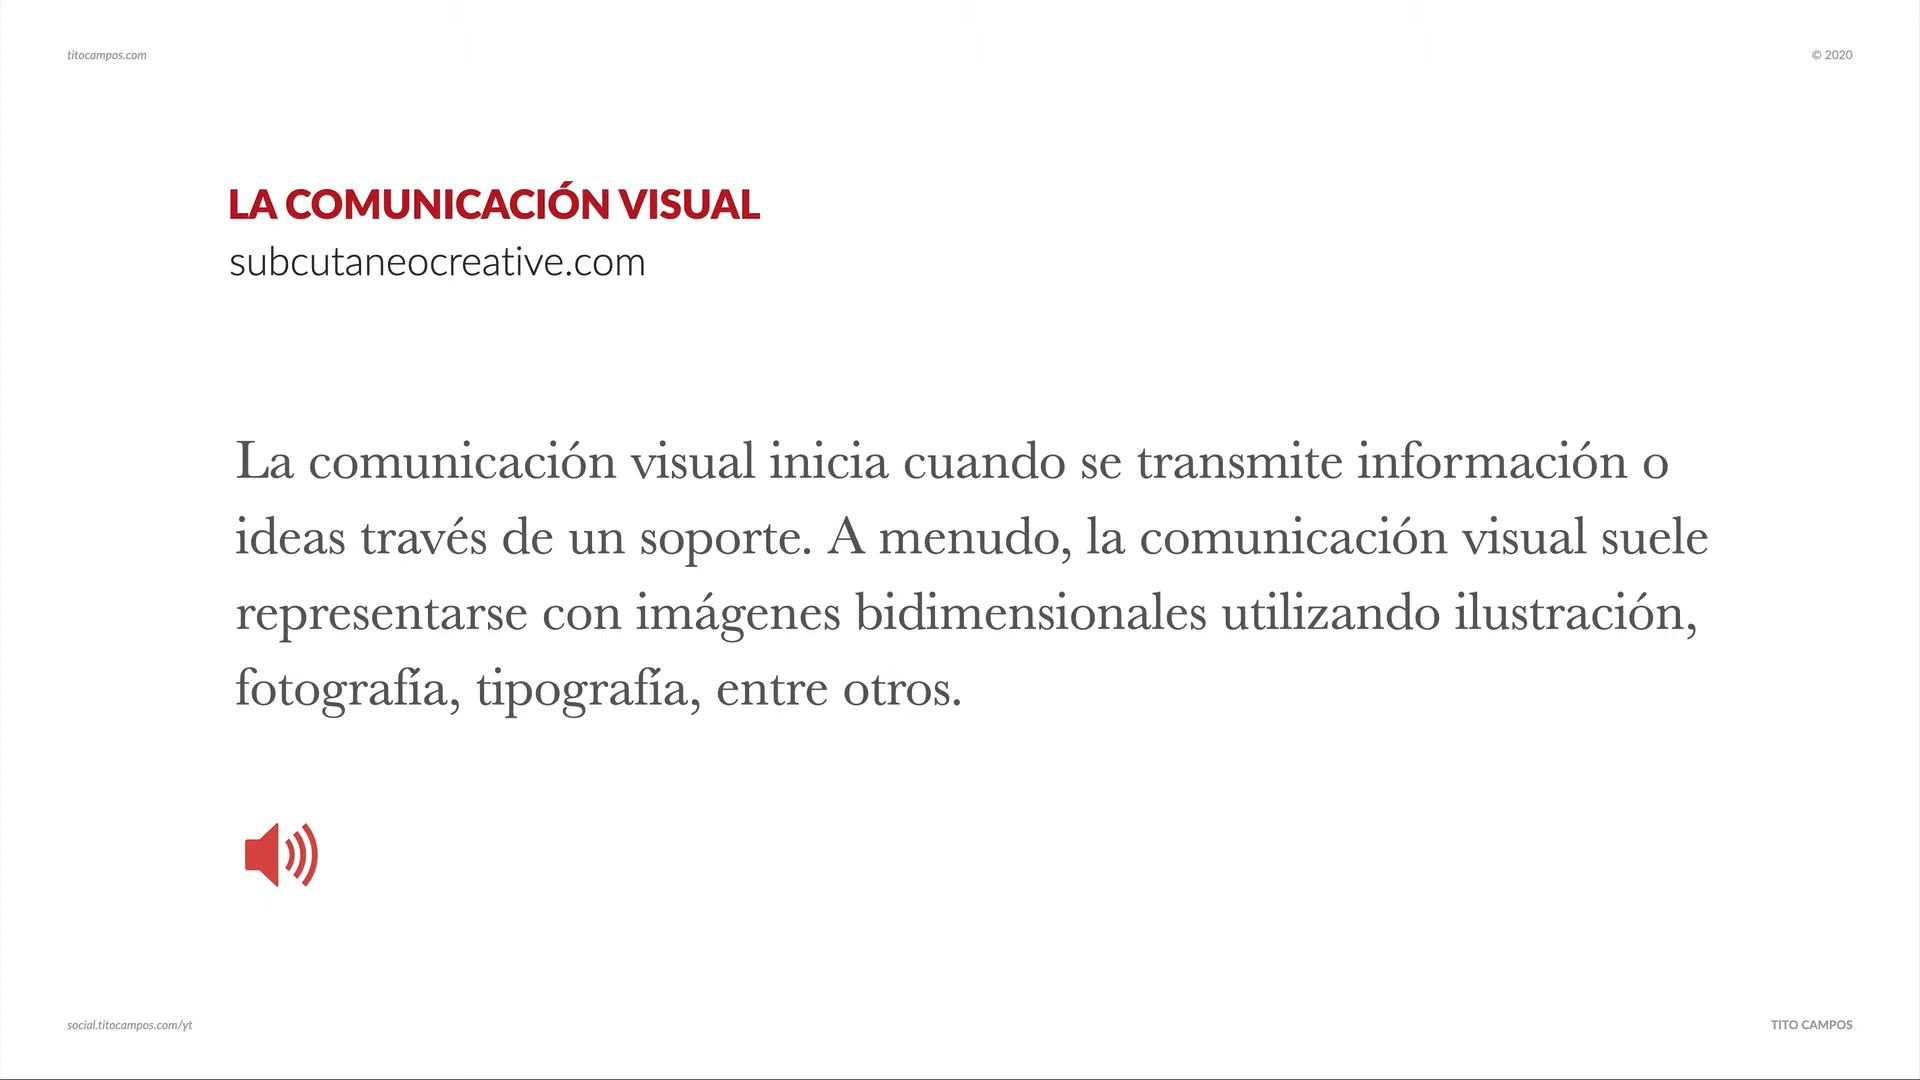 titocampos.com
© 2020
LA COMUNICACIÓN VISUAL
subcutaneocreative.com
La comunicación visual inicia cuando se transmite información o
ideas través de un soporte. A menudo, la comunicación visual suele
representarse con imágenes bidimensionales utilizando ilustración,
fotografía, tipografía, entre otros.
social.titocampos.com/yt
TITO CAMPOS